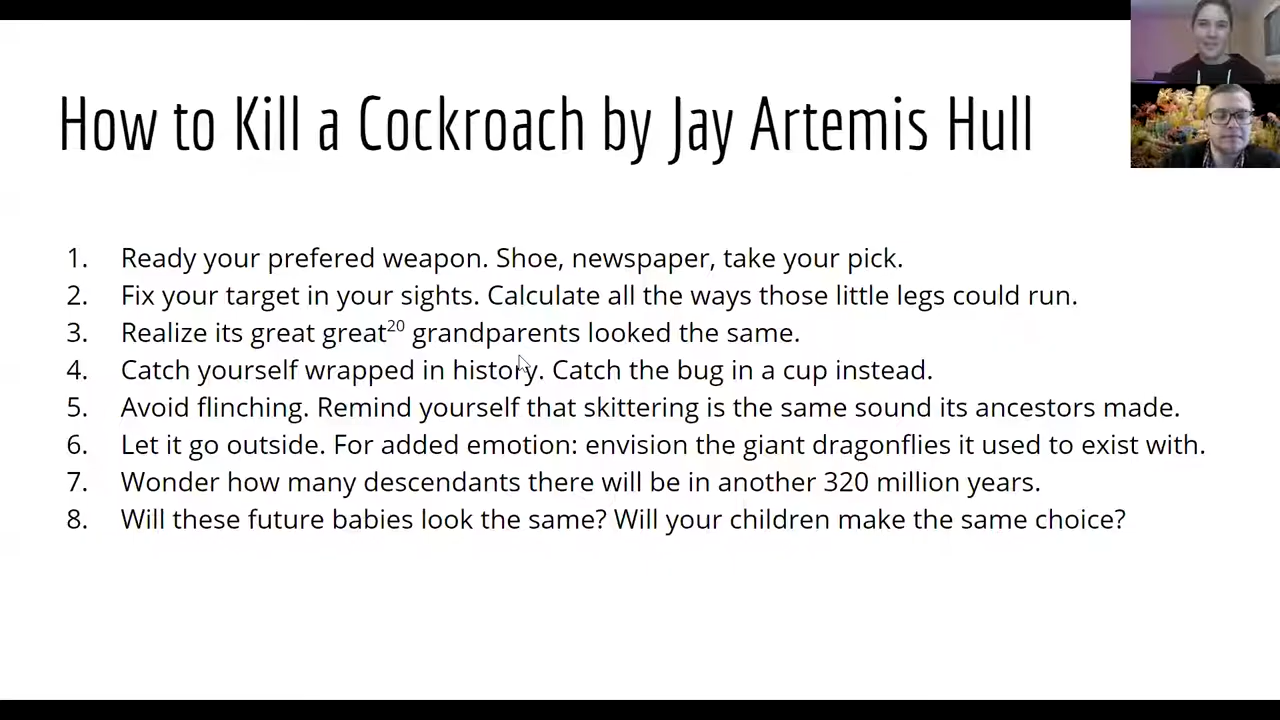 How to Kill a Cockroach by Jay Artemis Hull
1. Ready your prefered weapon. Shoe, newspaper, take your pick.
2. Fix your target in your sights. Calculate all the ways those little legs could run.
3. Realize its great great²⁰ grandparents looked the same.
4. Catch yourself wrapped in history. Catch the bug in a cup instead.
5. Avoid flinching. Remind yourself that skittering is the same sound its ancestors made.
6. Let it go outside. For added emotion: envision the giant dragonflies it used to exist with.
7. Wonder how many descendants there will be in another 320 million years.
8. Will these future babies look the same? Will your children make the same choice?